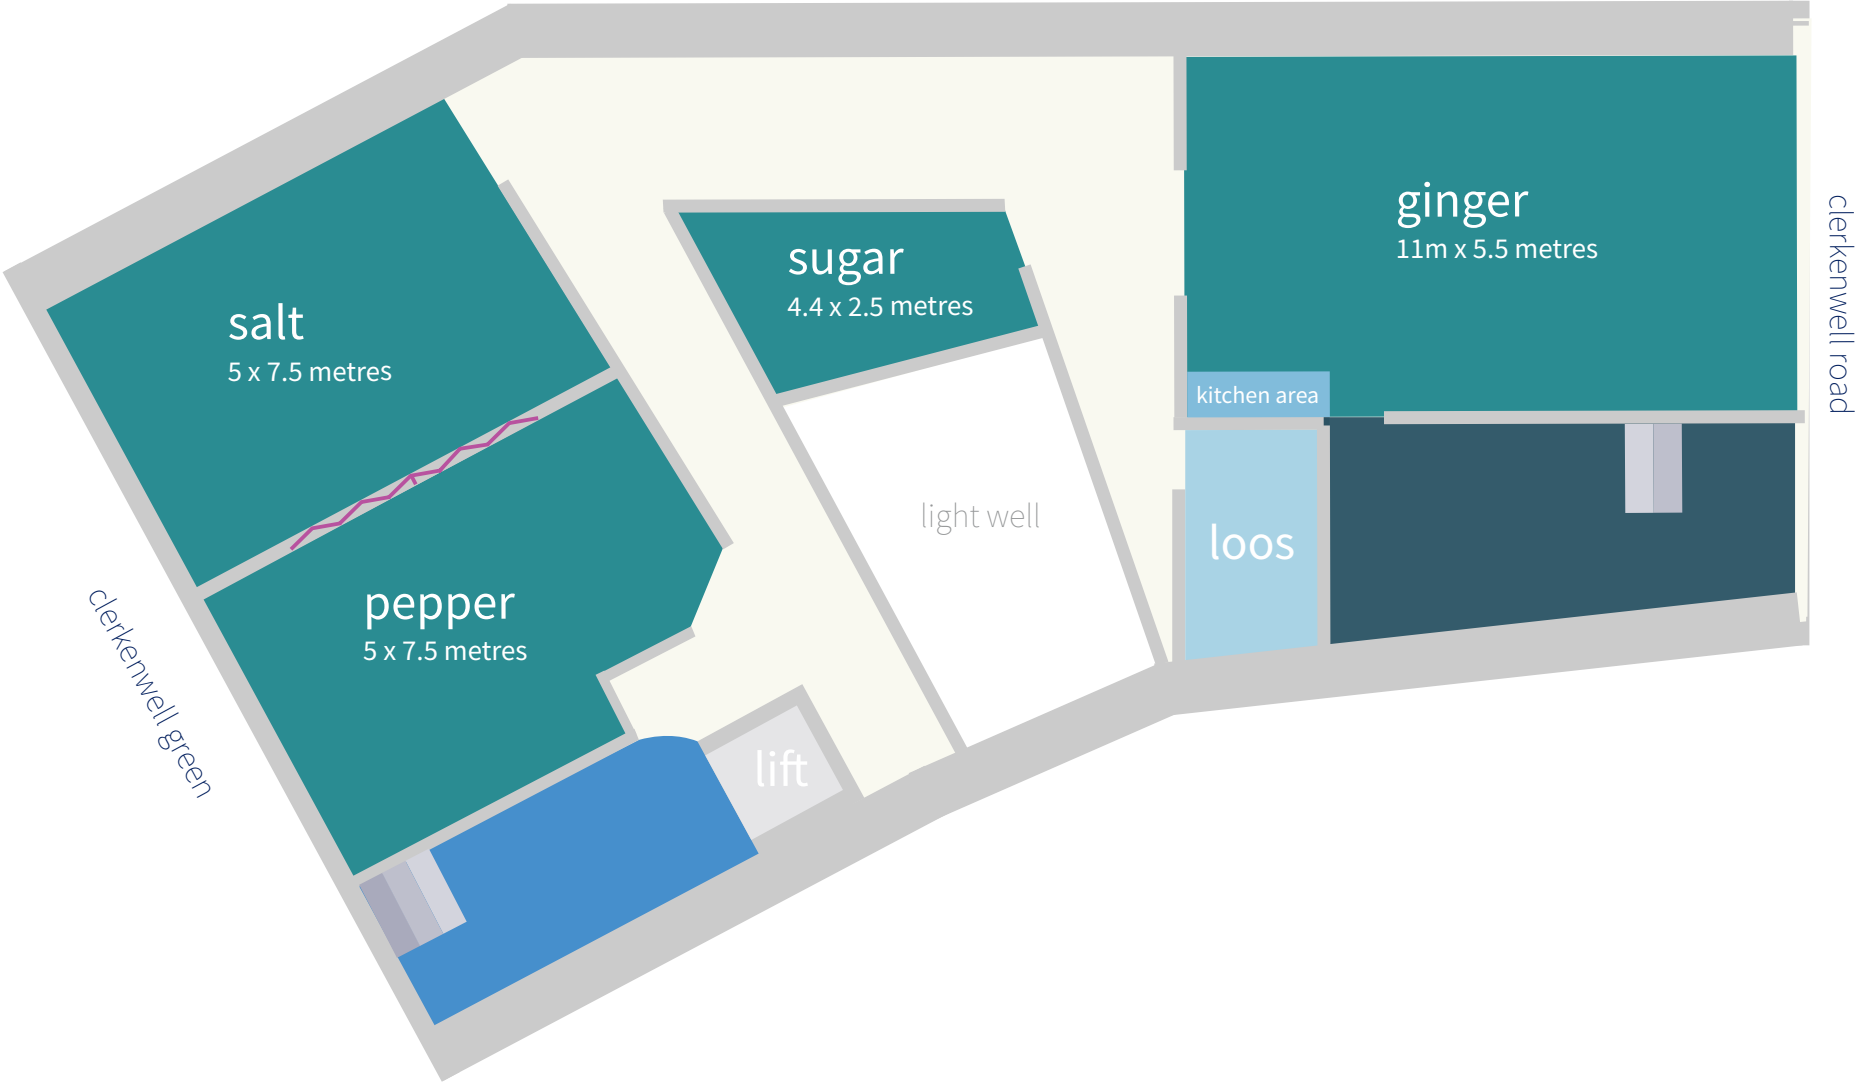 salt
5 x 7.5 metres
pepper
5 x 7.5 metres
sugar
4.4 x 2.5 metres
light well
lift
ginger
11m x 5.5 metres
kitchen area
loos
clerkenwell green
clerkenwell road